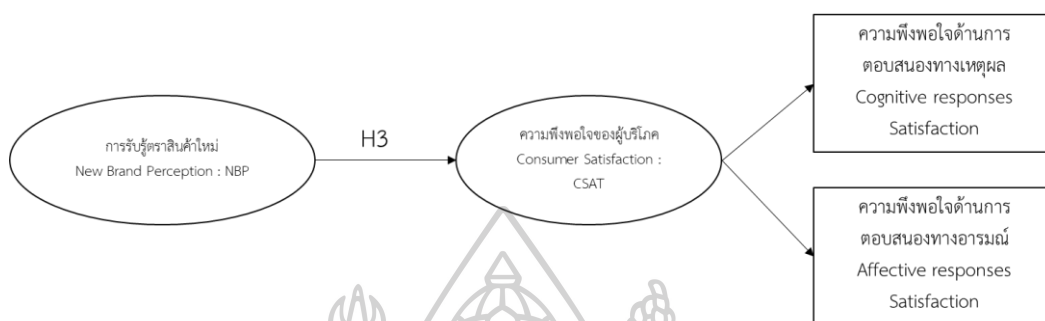 การรับรู้ตราสินค้าใหม่
New Brand Perception : NBP
H3
ความพึงพอใจของผู้บริโภค
Consumer Satisfaction :
CSAT
ความพึงพอใจด้านการ
ตอบสนองทางเหตุผล
Cognitive responses
Satisfaction
ความพึงพอใจด้านการ
ตอบสนองทางอารมณ์
Affective responses
Satisfaction